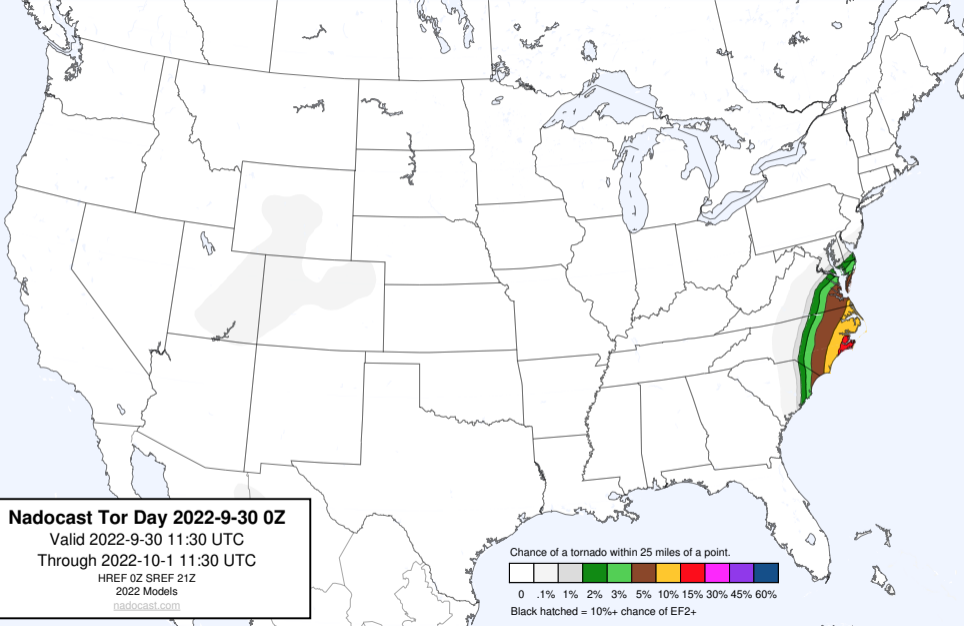 Nadocast Tor Day 2022-9-30 0Z
Valid 2022-9-30 11:30 UTC
Through 2022-10-1 11:30 UTC
HREF 0Z SREF 21Z
2022 Models
nadocast.com
Chance of a tornado within 25 miles of a point.
0 .1% 1% 2% 3% 5% 10% 15% 30% 45% 60%
Black hatched = 10%+ chance of EF2+